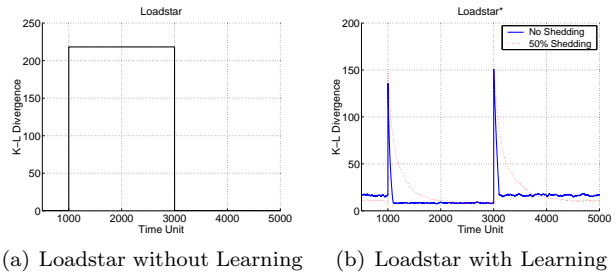 Loadstar
250
200
150
100
50
0
K-L Divergence
1000 2000 3000 4000 5000
Time Unit
(a) Loadstar without Learning
Loadstar*
200
150
100
50
0
K-L Divergence
No Shedding
50% Shedding
1000 2000 3000 4000 5000
Time Unit
(b) Loadstar with Learning